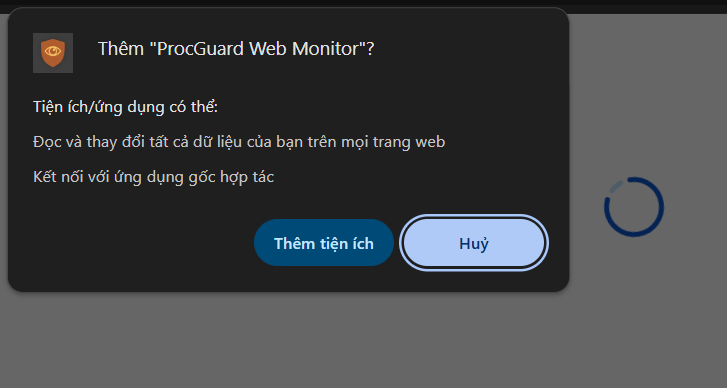 Thêm "ProcGuard Web Monitor"?
Tiện ích/ứng dụng có thể:
Đọc và thay đổi tất cả dữ liệu của bạn trên mọi trang web
Kết nối với ứng dụng gốc hợp tác
Thêm tiện ích
Huỷ